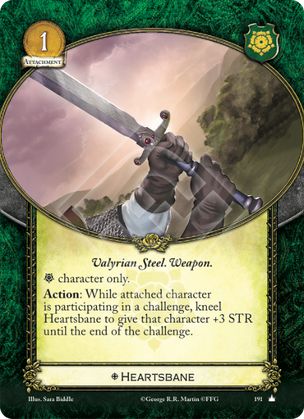 1
ATTACHMENT
Valyrian Steel. Weapon.
character only.
Action: While attached character
is participating in a challenge, kneel
Heartsbane to give that character +3 STR
until the end of the challenge.
HEARTSBANE
Illus. Sara Biddle
©George R.R. Martin ©FFG
191